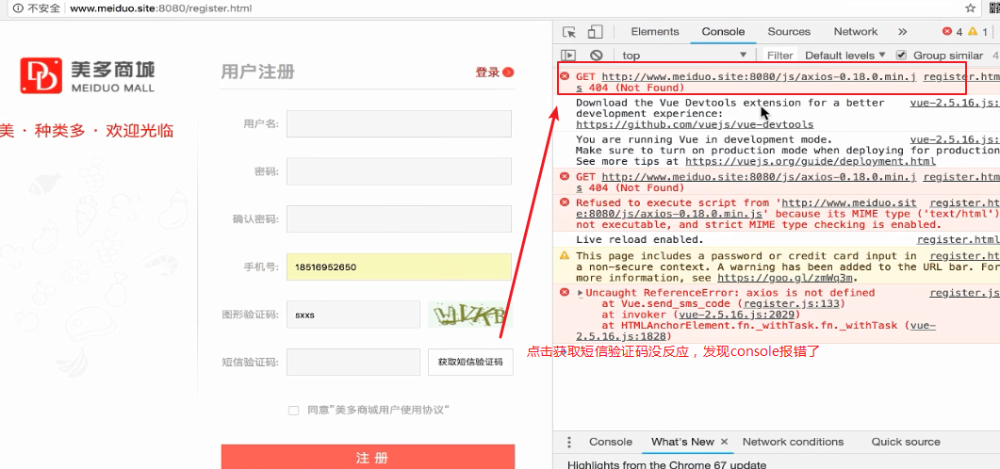 不安全 www.meiduo.site:8080/register.html
美多商城
MEIDUO MALL
美 · 种类多 · 欢迎光临
用户注册
登录
用户名:
密码:
确认密码:
手机号: 18516952650
图形验证码: sxxs
短信验证码: 获取短信验证码
同意”美多商城用户使用协议“
注 册
点击获取短信验证码没反应，发现console报错了
Elements Console Sources Network » 4 1
top Filter Default levels Group similar 4
GET http://www.meiduo.site:8080/js/axios-0.18.0.min.j register.htm
s 404 (Not Found)
Download the Vue Devtools extension for a better vue-2.5.16.js:
development experience:
https://github.com/vuejs/vue-devtools
You are running Vue in development mode. vue-2.5.16.js:
Make sure to turn on production mode when deploying for production
See more tips at https://vuejs.org/guide/deployment.html
GET http://www.meiduo.site:8080/js/axios-0.18.0.min.j register.htm
s 404 (Not Found)
Refused to execute script from 'http://www.meiduo.sit register.ht
e:8080/js/axios-0.18.0.min.js' because its MIME type ('text/html')
not executable, and strict MIME type checking is enabled.
Live reload enabled. register.html
This page includes a password or credit card input in register.ht
a non-secure context. A warning has been added to the URL bar. For
more information, see https://goo.gl/zmWq3m.
Uncaught ReferenceError: axios is not defined register.js
at Vue.send_sms_code (register.js:133)
at invoker (vue-2.5.16.js:2029)
at HTMLAnchorElement.fn._withTask.fn._withTask (vue-
2.5.16.js:1828)
Console What's New × Network conditions Quick source
Highlights from the Chrome 67 update